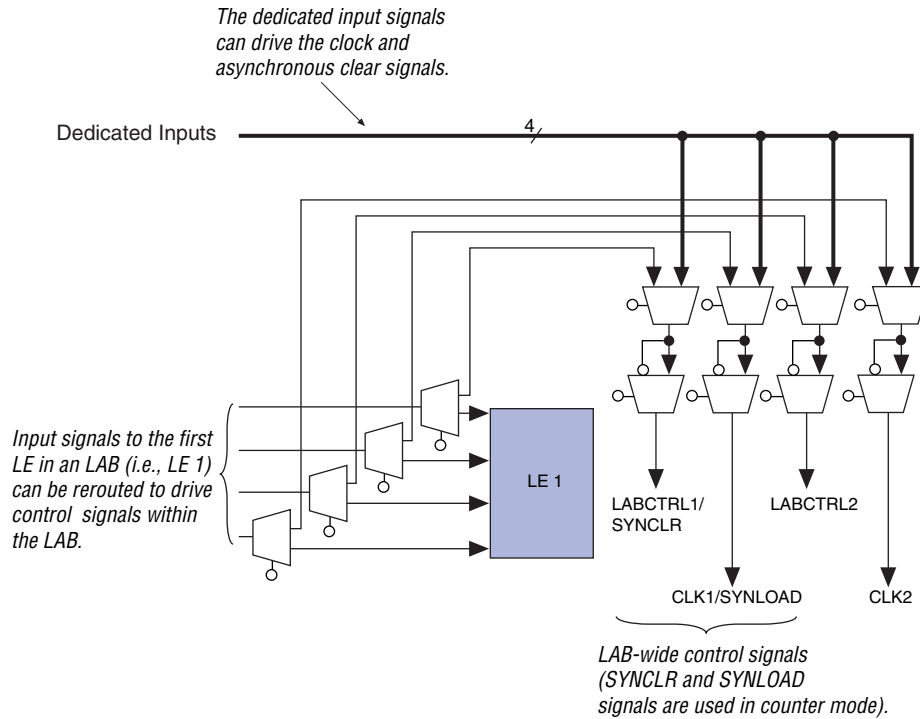 The dedicated input signals
can drive the clock and
asynchronous clear signals.
Dedicated Inputs
4
Input signals to the first
LE in an LAB (i.e., LE 1)
can be rerouted to drive
control signals within
the LAB.
LE 1
LABCTRL1/
SYNCLR
LABCTRL2
CLK1/SYNLOAD
CLK2
LAB-wide control signals
(SYNCLR and SYNLOAD
signals are used in counter mode).